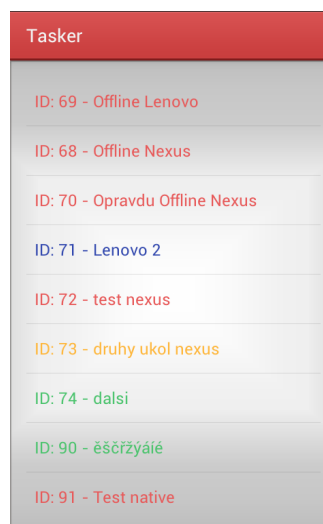 Tasker
ID: 69 - Offline Lenovo
ID: 68 - Offline Nexus
ID: 70 - Opravdu Offline Nexus
ID: 71 - Lenovo 2
ID: 72 - test nexus
ID: 73 - druhy ukol nexus
ID: 74 - dalsi
ID: 90 - ěščřžýáíé
ID: 91 - Test native